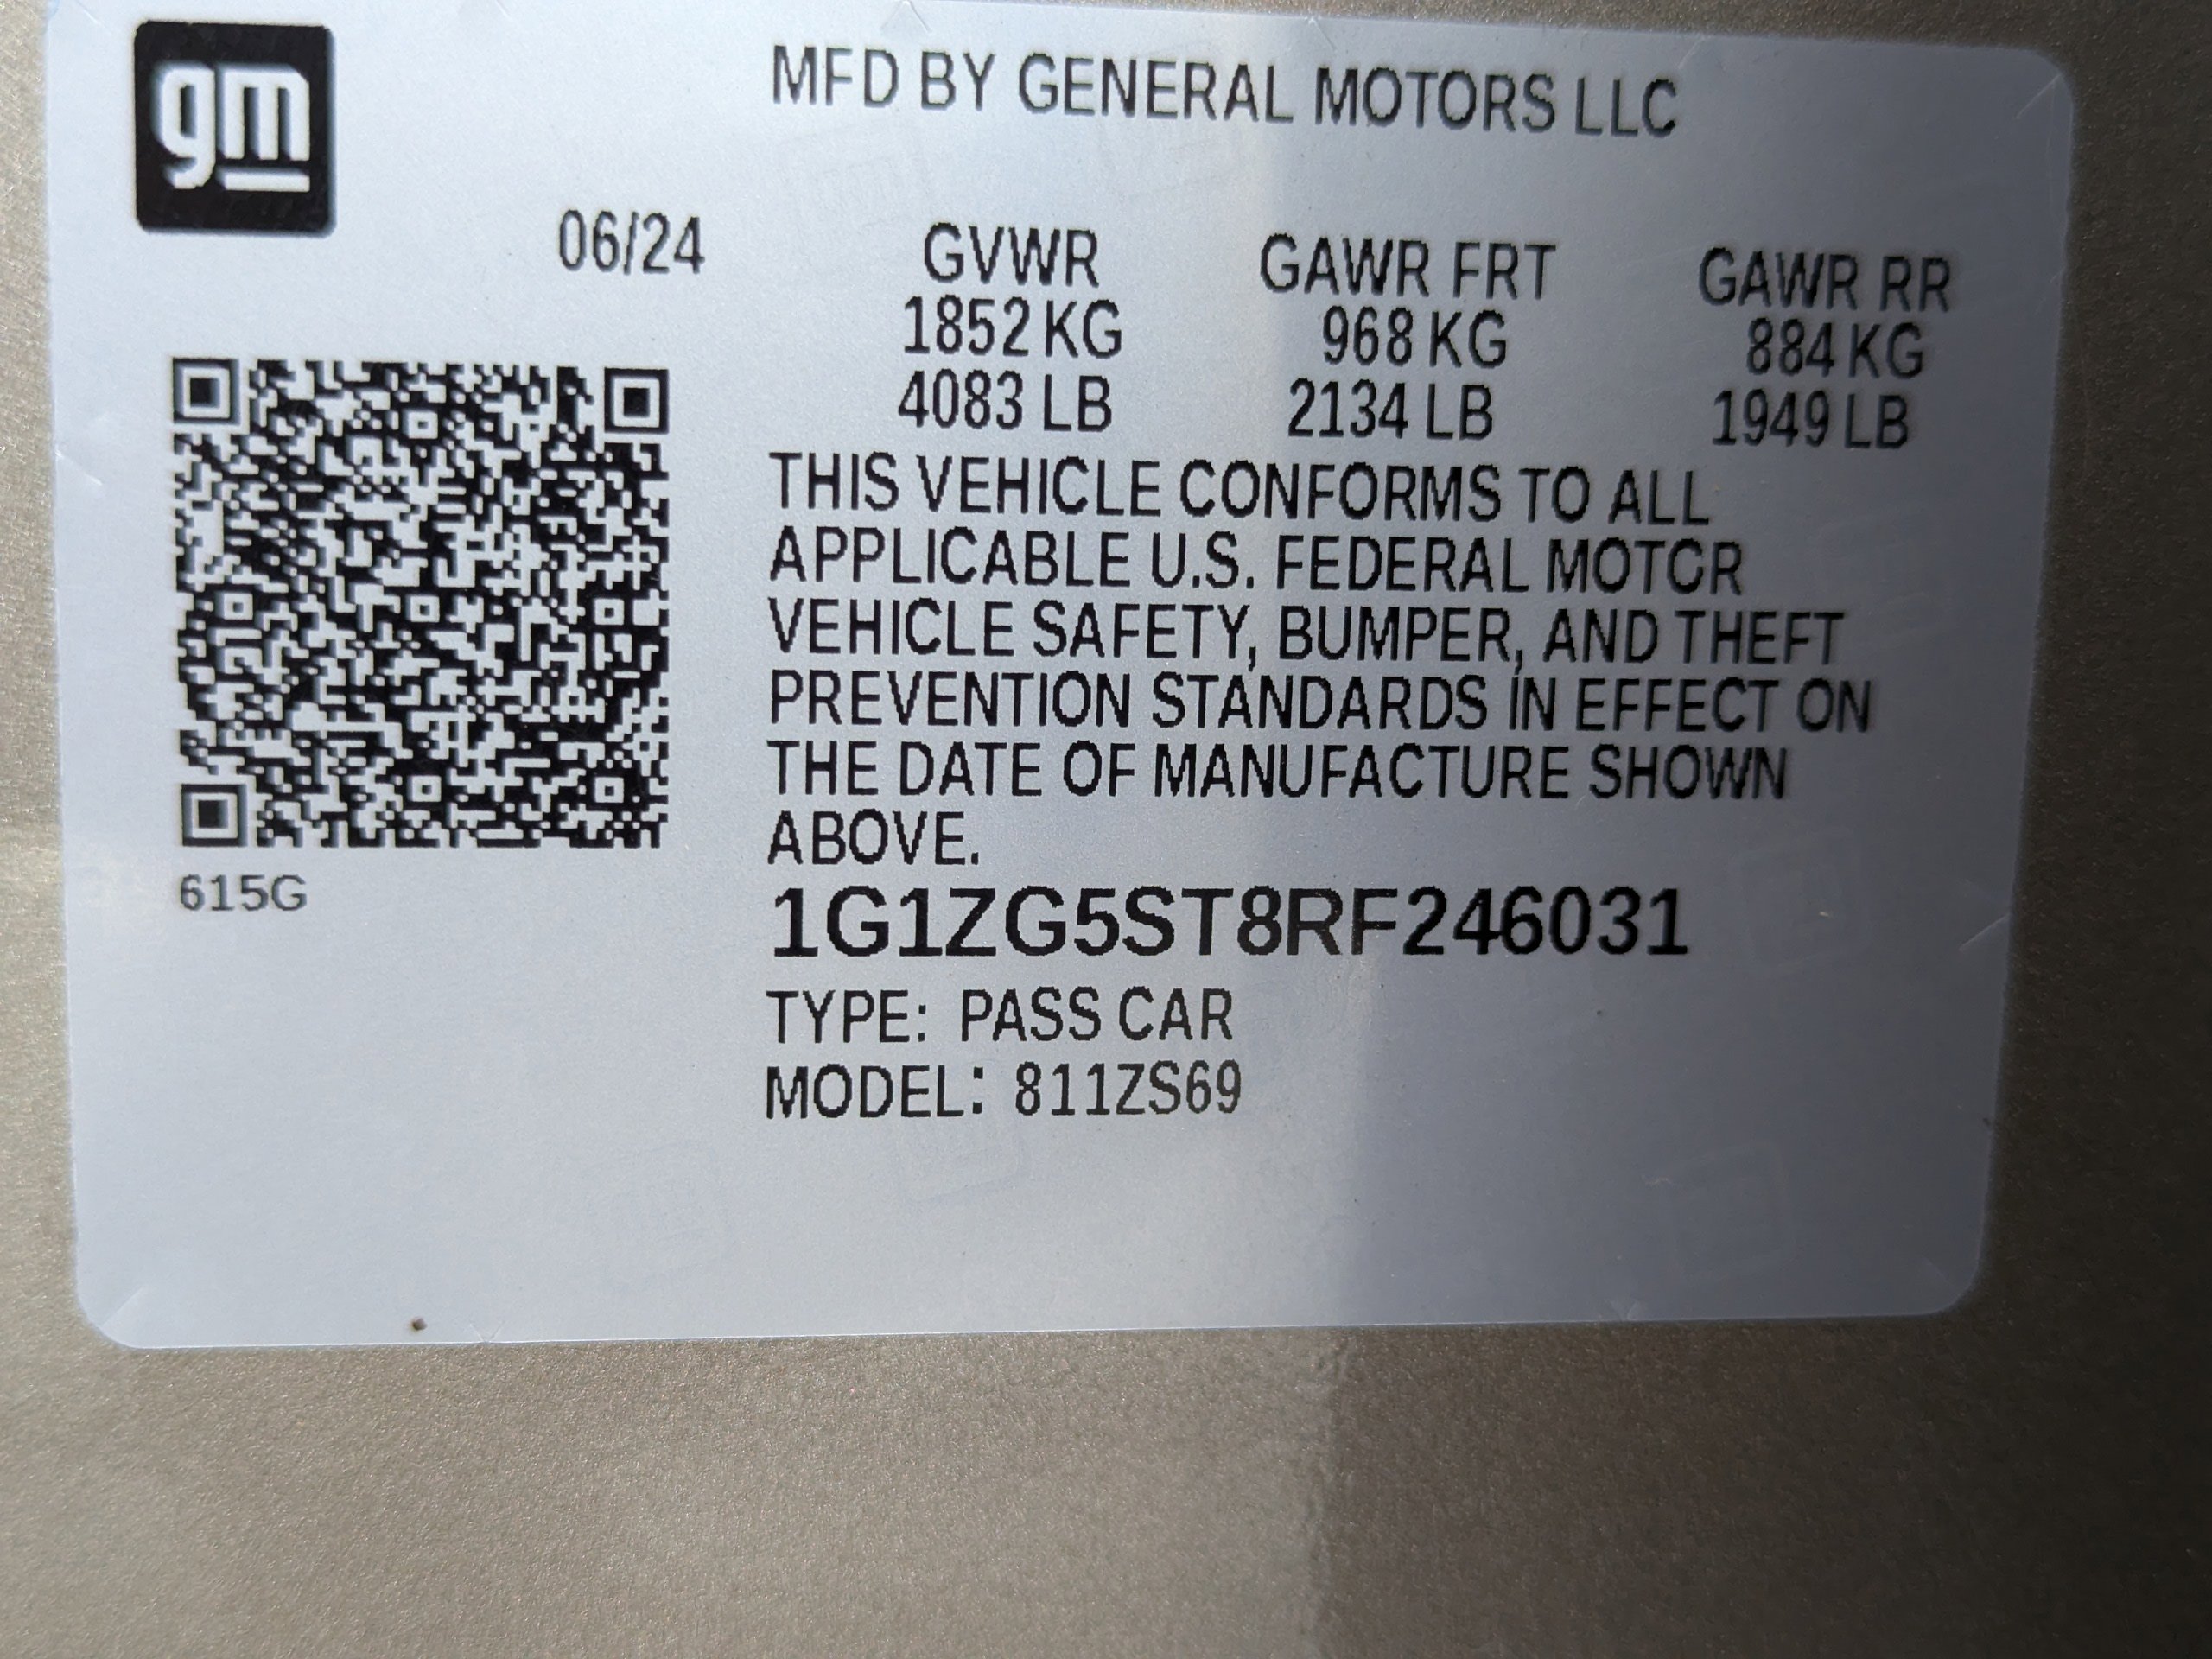 gm
MFD BY GENERAL MOTORS LLC
06/24 GVWR GAWR FRT GAWR RR
1852 KG 968 KG 884 KG
4083 LB 2134 LB 1949 LB
THIS VEHICLE CONFORMS TO ALL
APPLICABLE U.S. FEDERAL MOTOR
VEHICLE SAFETY, BUMPER, AND THEFT
PREVENTION STANDARDS IN EFFECT ON
THE DATE OF MANUFACTURE SHOWN
ABOVE.
615G
1G1ZG5ST8RF246031
TYPE: PASS CAR
MODEL: 811ZS69